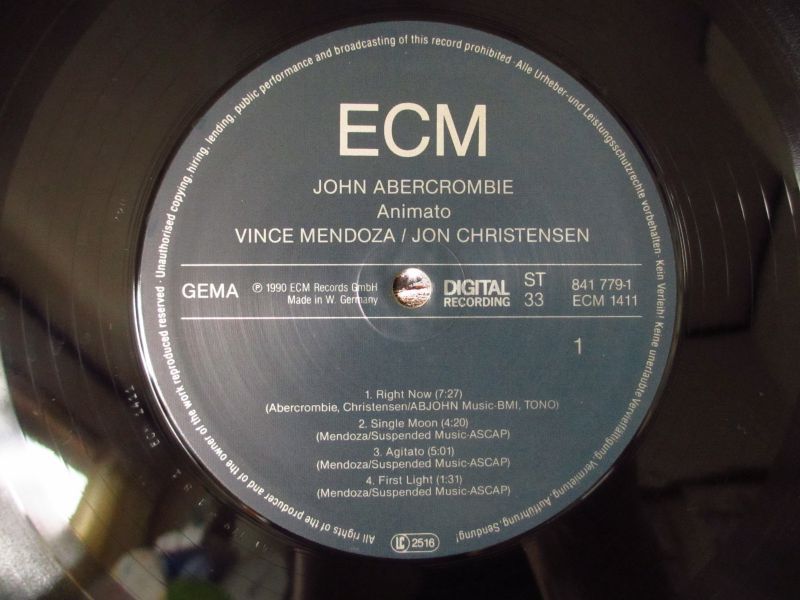 ECM
JOHN ABERCROMBIE
Animato
VINCE MENDOZA / JON CHRISTENSEN
GEMA
℗ 1990 ECM Records GmbH
Made in W. Germany
DIGITAL
RECORDING
ST
33
841 779-1
ECM 1411
1
1. Right Now (7:27)
(Abercrombie, Christensen/ABJOHN Music-BMI, TONO)
2. Single Moon (4:20)
(Mendoza/Suspended Music-ASCAP)
3. Agitato (5:01)
(Mendoza/Suspended Music-ASCAP)
4. First Light (1:31)
(Mendoza/Suspended Music-ASCAP)
LC 2516
All rights of the producer and of the owner of the work reproduced reserved · Unauthorised copying, hiring, lending, public performance and broadcasting of this record prohibited · Alle Urheber- und Leistungsschutzrechte vorbehalten · Kein Verleih! Keine unerlaubte Vervielfältigung, Vermietung, Aufführung, Sendung!